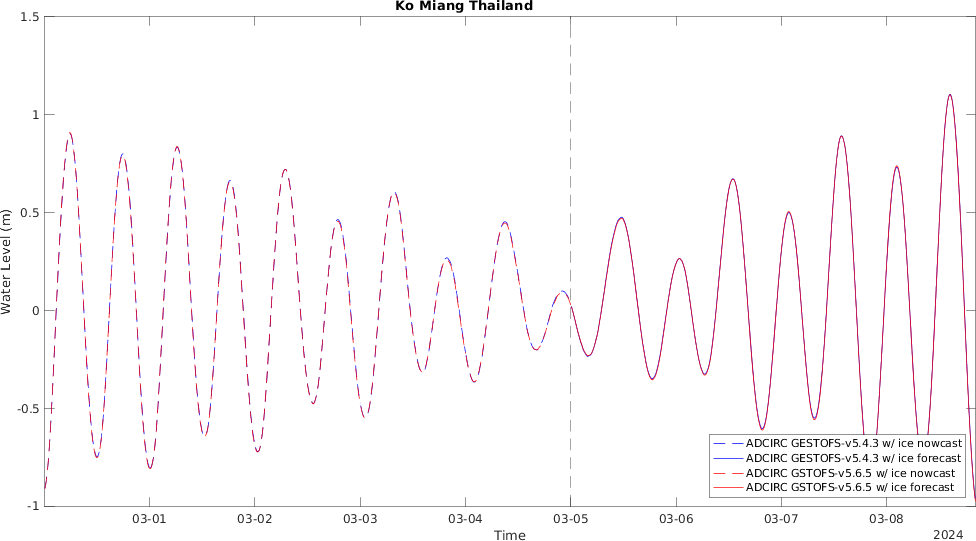 Ko Miang Thailand
1.5
1
0.5
0
-0.5
-1
Water Level (m)
ADCIRC GESTOFS-v5.4.3 w/ ice nowcast
ADCIRC GESTOFS-v5.4.3 w/ ice forecast
ADCIRC GSTOFS-v5.6.5 w/ ice nowcast
ADCIRC GSTOFS-v5.6.5 w/ ice forecast
03-01 03-02 03-03 03-04 03-05 03-06 03-07 03-08
Time
2024